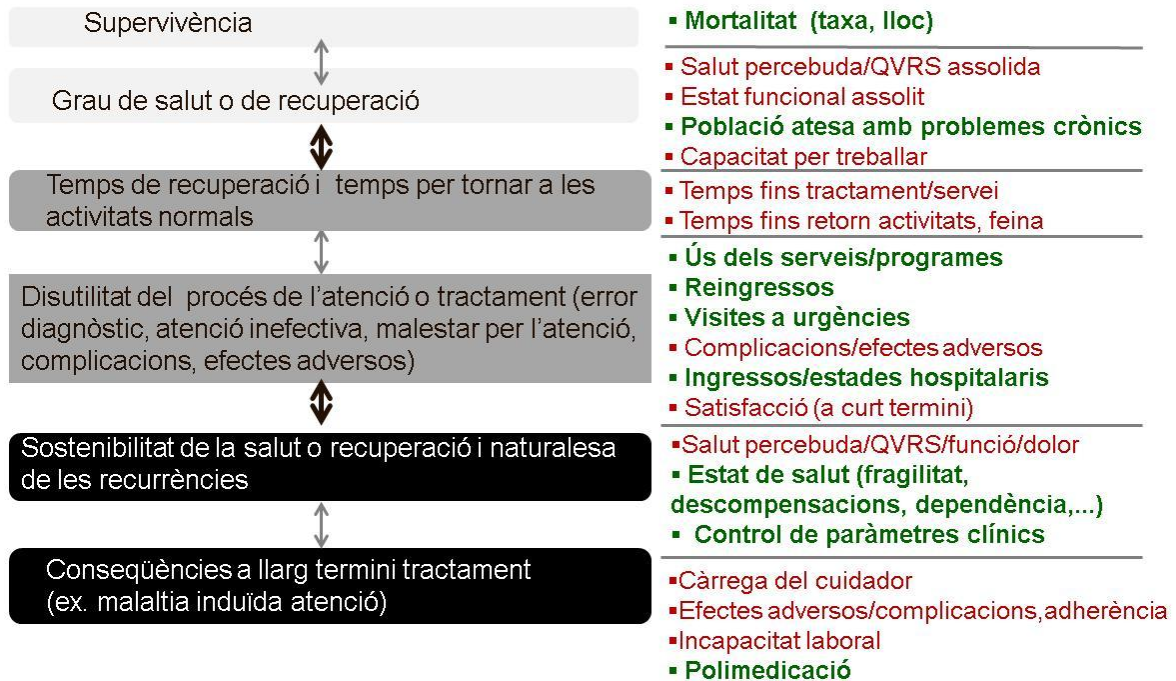 Supervivència
▪ Mortalitat (taxa, lloc)
Grau de salut o de recuperació
▪ Salut percebuda/QVRS assolida
▪ Estat funcional assolit
▪ Població atesa amb problemes crònics
▪ Capacitat per treballar
Temps de recuperació i temps per tornar a les
activitats normals
▪ Temps fins tractament/servei
▪ Temps fins retorn activitats, feina
Disutilitat del procés de l’atenció o tractament (error
diagnòstic, atenció inefectiva, malestar per l’atenció,
complicacions, efectes adversos)
▪ Ús dels serveis/programes
▪ Reingressos
▪ Visites a urgències
▪ Complicacions/efectes adversos
▪ Ingressos/estades hospitalaris
▪ Satisfacció (a curt termini)
Sostenibilitat de la salut o recuperació i naturalesa
de les recurrències
▪Salut percebuda/QVRS/funció/dolor
▪ Estat de salut (fragilitat,
descompensacions, dependència,...)
▪ Control de paràmetres clínics
Conseqüències a llarg termini tractament
(ex. malaltia induïda atenció)
▪Càrrega del cuidador
▪Efectes adversos/complicacions,adherència
▪Incapacitat laboral
▪ Polimedicació